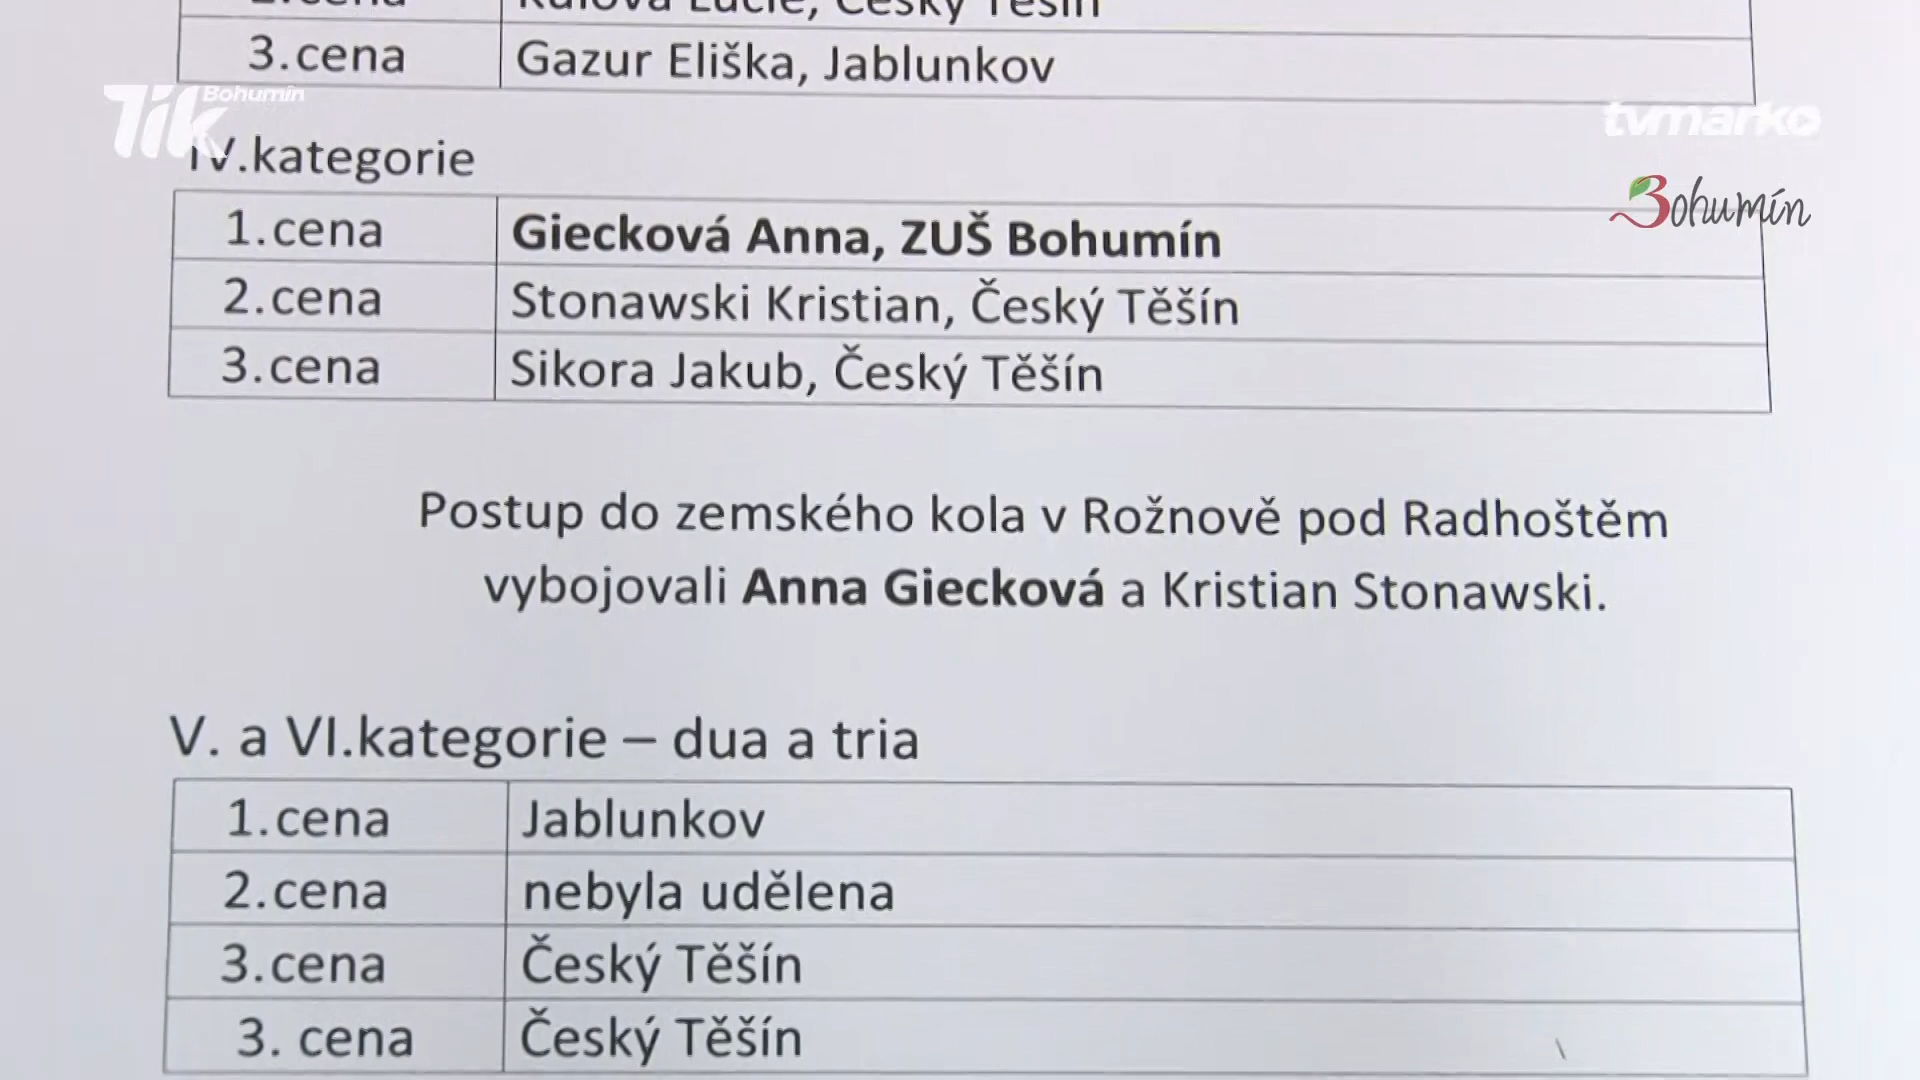 3.cena Gazur Eliška, Jablunkov
Tik Bohumín
tvmarko
IV.kategorie
Bohumín
1.cena Giecková Anna, ZUŠ Bohumín
2.cena Stonawski Kristian, Český Těšín
3.cena Sikora Jakub, Český Těšín
Postup do zemského kola v Rožnově pod Radhoštěm
vybojovali Anna Giecková a Kristian Stonawski.
V. a VI.kategorie – dua a tria
1.cena Jablunkov
2.cena nebyla udělena
3.cena Český Těšín
3. cena Český Těšín